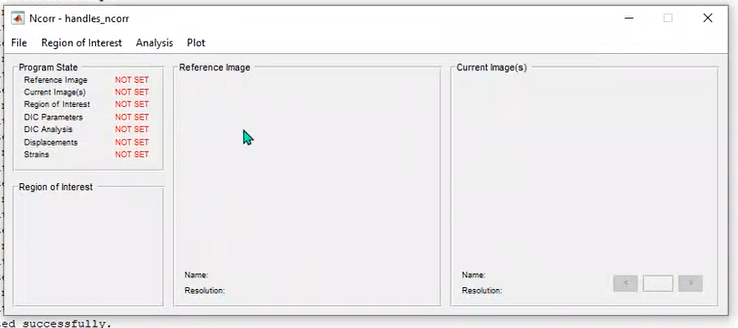 Ncorr - handles_ncorr
File Region of Interest Analysis Plot
Program State
Reference Image NOT SET
Current Image(s) NOT SET
Region of Interest NOT SET
DIC Parameters NOT SET
DIC Analysis NOT SET
Displacements NOT SET
Strains NOT SET
Region of Interest
Reference Image
Name:
Resolution:
Current Image(s)
Name:
Resolution:
< >
successfully.